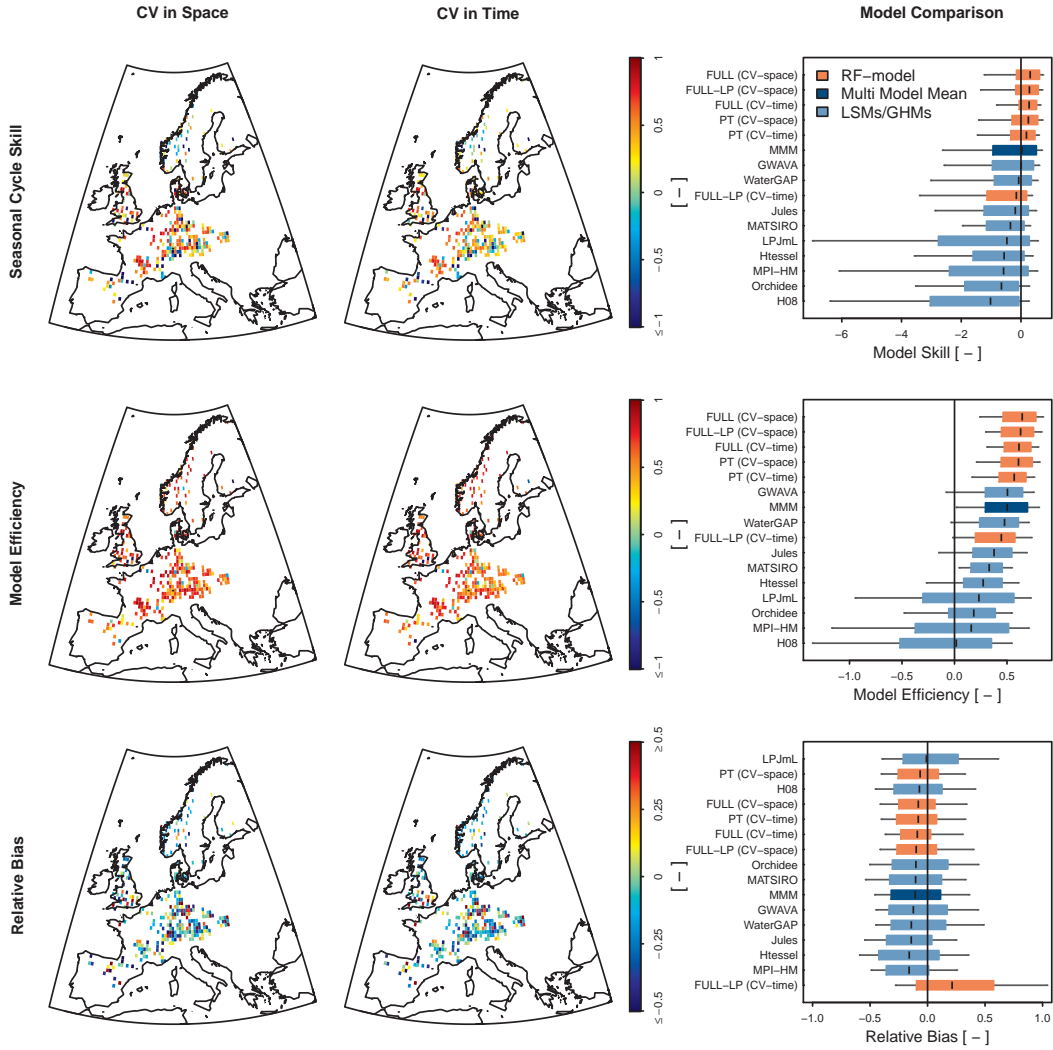 CV in Space
CV in Time
Model Comparison
Seasonal Cycle Skill
≤ −1
−0.5
0
0.5
1
[ − ]
FULL (CV−space)
FULL−LP (CV−space)
FULL (CV−time)
PT (CV−space)
PT (CV−time)
MMM
GWAVA
WaterGAP
FULL−LP (CV−time)
Jules
MATSIRO
LPJmL
Htessel
MPI−HM
Orchidee
H08
RF−model
Multi Model Mean
LSMs/GHMs
−6
−4
−2
0
Model Skill [ − ]
Model Efficiency
≤ −1
−0.5
0
0.5
1
[ − ]
FULL (CV−space)
FULL−LP (CV−space)
FULL (CV−time)
PT (CV−space)
PT (CV−time)
GWAVA
MMM
WaterGAP
FULL−LP (CV−time)
Jules
MATSIRO
Htessel
LPJmL
Orchidee
MPI−HM
H08
−1.0
−0.5
0.0
0.5
Model Efficiency [ − ]
Relative Bias
≤ −0.5
−0.25
0
0.25
≥ 0.5
[ − ]
LPJmL
PT (CV−space)
H08
FULL (CV−space)
PT (CV−time)
FULL (CV−time)
FULL−LP (CV−space)
Orchidee
MATSIRO
MMM
GWAVA
WaterGAP
Jules
Htessel
MPI−HM
FULL−LP (CV−time)
−1.0
−0.5
0.0
0.5
1.0
Relative Bias [ − ]